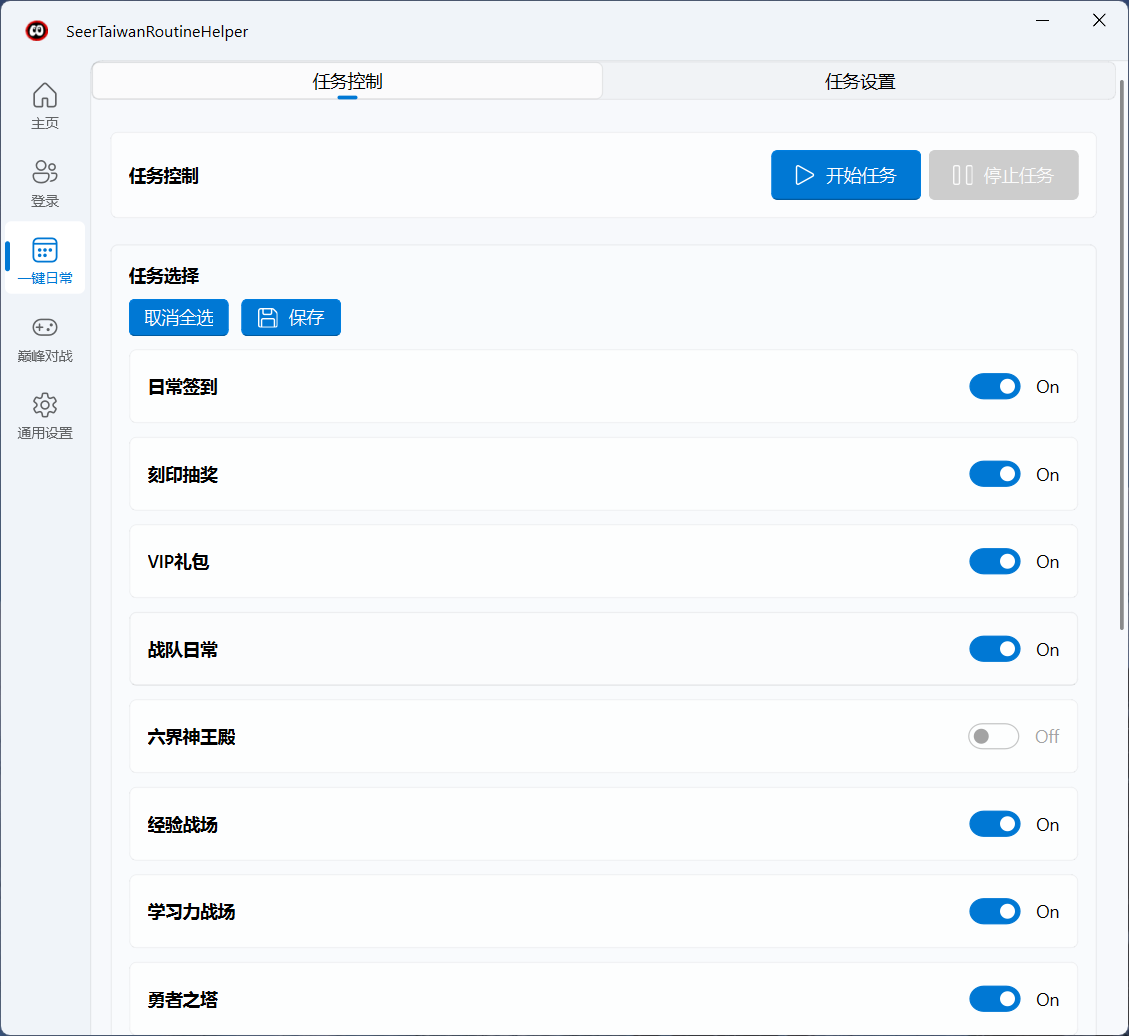 SeerTaiwanRoutineHelper
任务控制
任务设置
主页
登录
一键日常
巅峰对战
通用设置
任务控制
开始任务
停止任务
任务选择
取消全选
保存
日常签到
On
刻印抽奖
On
VIP礼包
On
战队日常
On
六界神王殿
Off
经验战场
On
学习力战场
On
勇者之塔
On